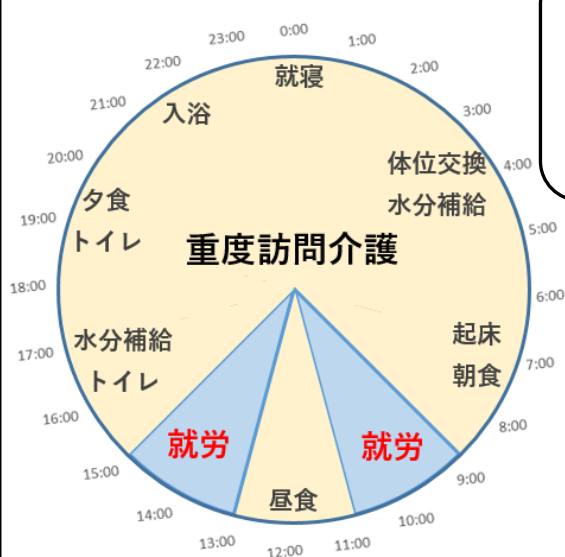 0:00
1:00
2:00
3:00
4:00
5:00
6:00
7:00
8:00
9:00
10:00
11:00
12:00
13:00
14:00
15:00
16:00
17:00
18:00
19:00
20:00
21:00
22:00
23:00
就寝
体位交換
水分補給
起床
朝食
就労
昼食
就労
水分補給
トイレ
夕食
トイレ
入浴
重度訪問介護